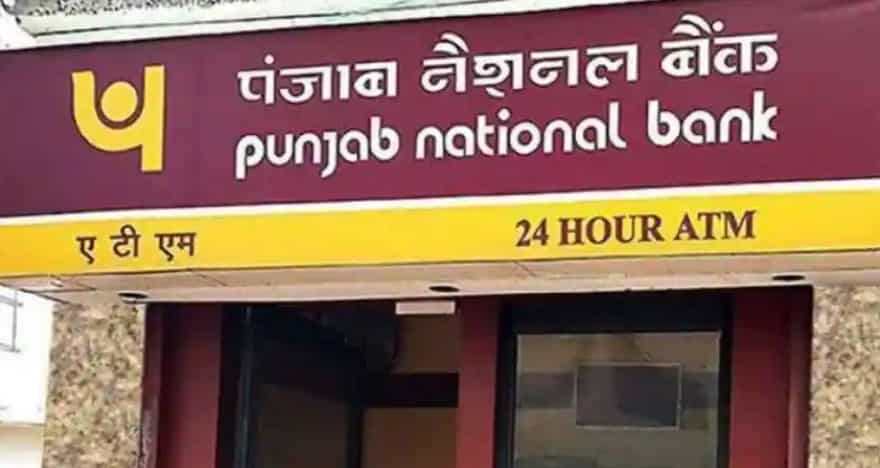 पंजाब नैशनल बैंक
punjab national bank
ए टी एम 24 HOUR ATM